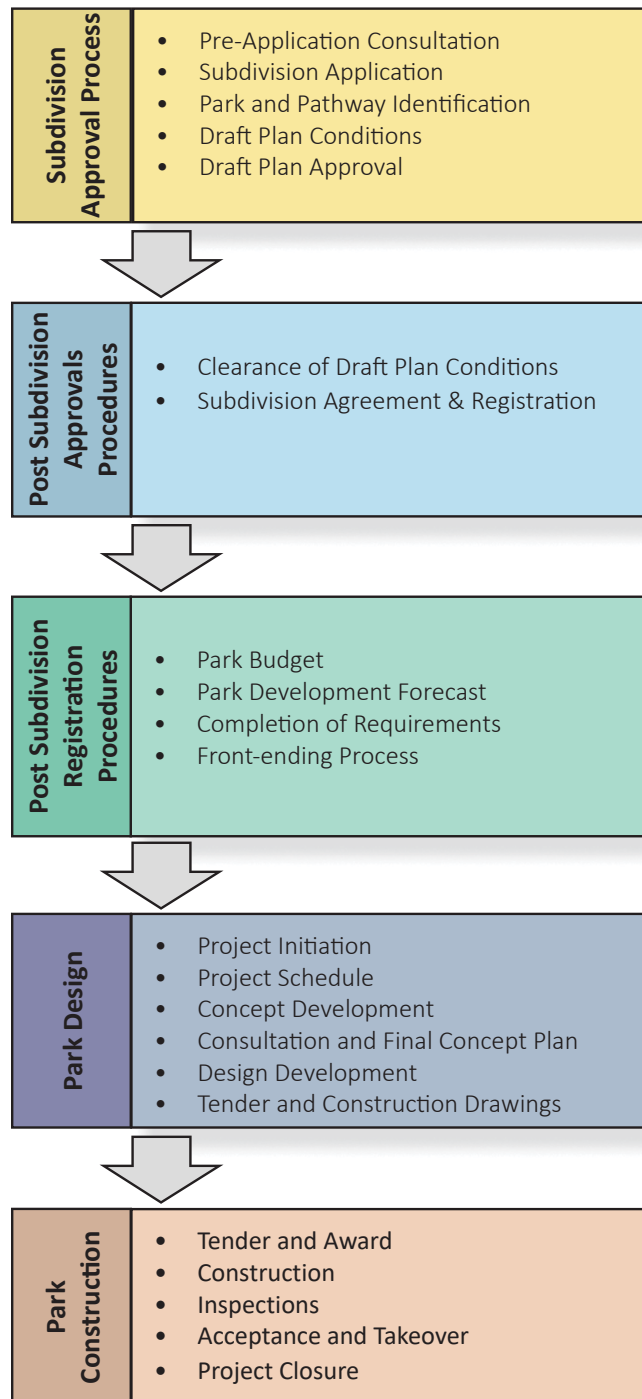 Subdivision
Approval Process
• Pre-Application Consultation
• Subdivision Application
• Park and Pathway Identification
• Draft Plan Conditions
• Draft Plan Approval
Post Subdivision
Approvals
Procedures
• Clearance of Draft Plan Conditions
• Subdivision Agreement & Registration
Post Subdivision
Registration
Procedures
• Park Budget
• Park Development Forecast
• Completion of Requirements
• Front-ending Process
Park Design
• Project Initiation
• Project Schedule
• Concept Development
• Consultation and Final Concept Plan
• Design Development
• Tender and Construction Drawings
Park
Construction
• Tender and Award
• Construction
• Inspections
• Acceptance and Takeover
• Project Closure